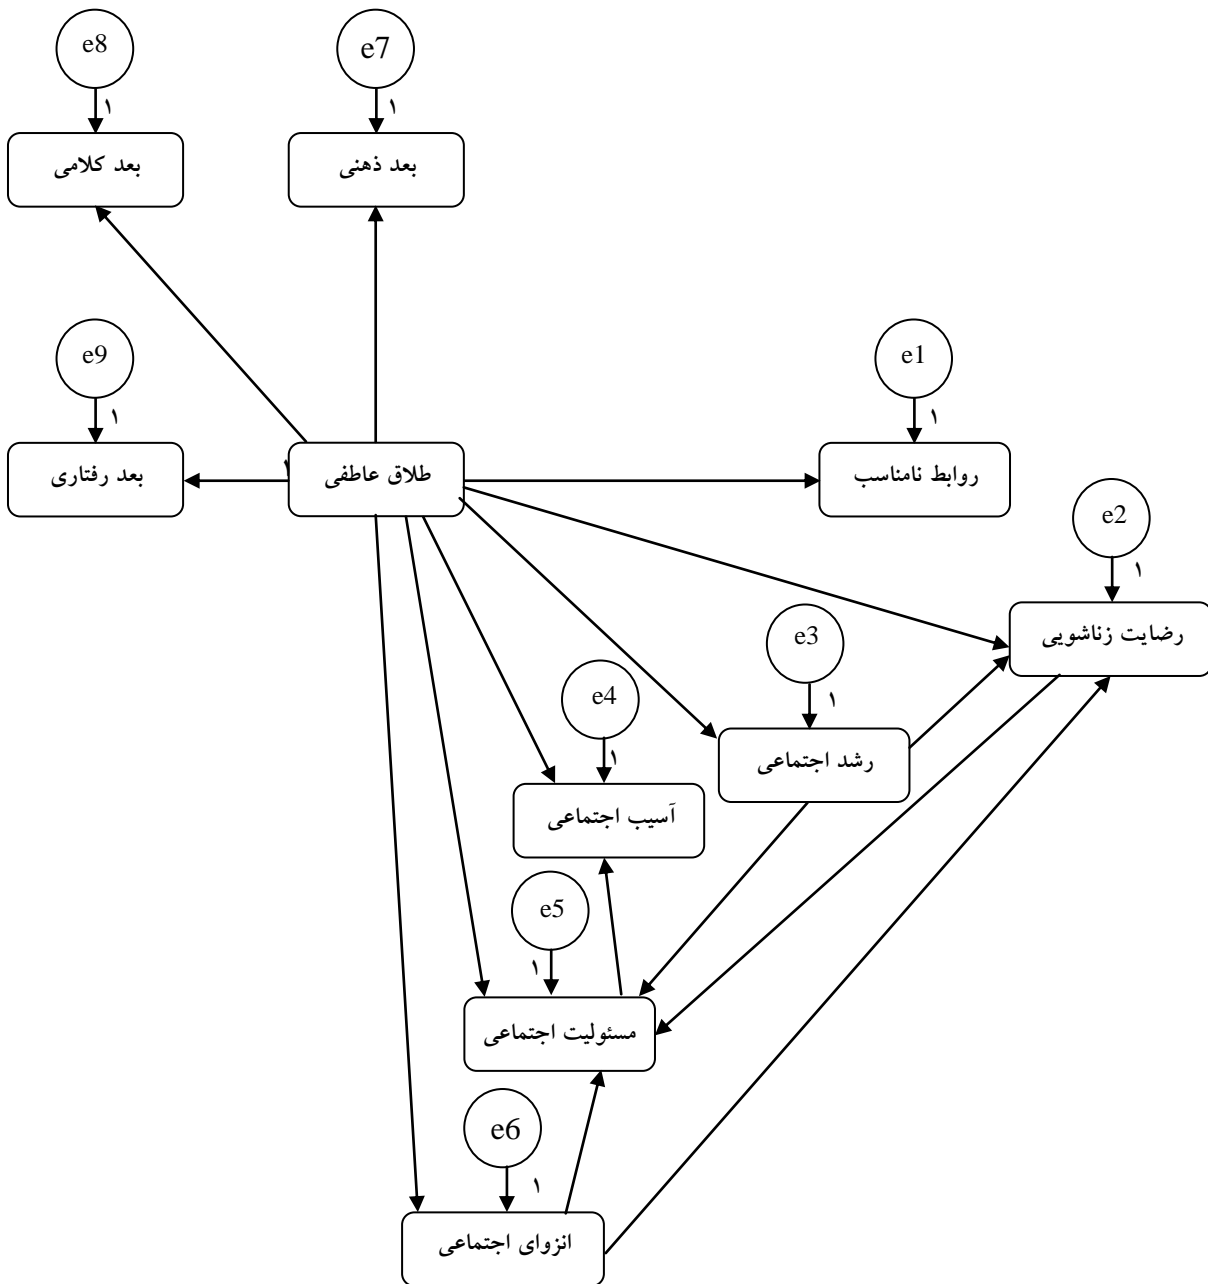 e8
e7
۱
۱
بعد کلامی
بعد ذهنی
e9
e1
۱
۱
بعد رفتاری
۱
طلاق عاطفی
روابط نامناسب
e2
۱
رضایت زناشویی
e3
۱
رشد اجتماعی
e4
۱
آسیب اجتماعی
e5
۱
مسئولیت اجتماعی
e6
۱
انزوای اجتماعی